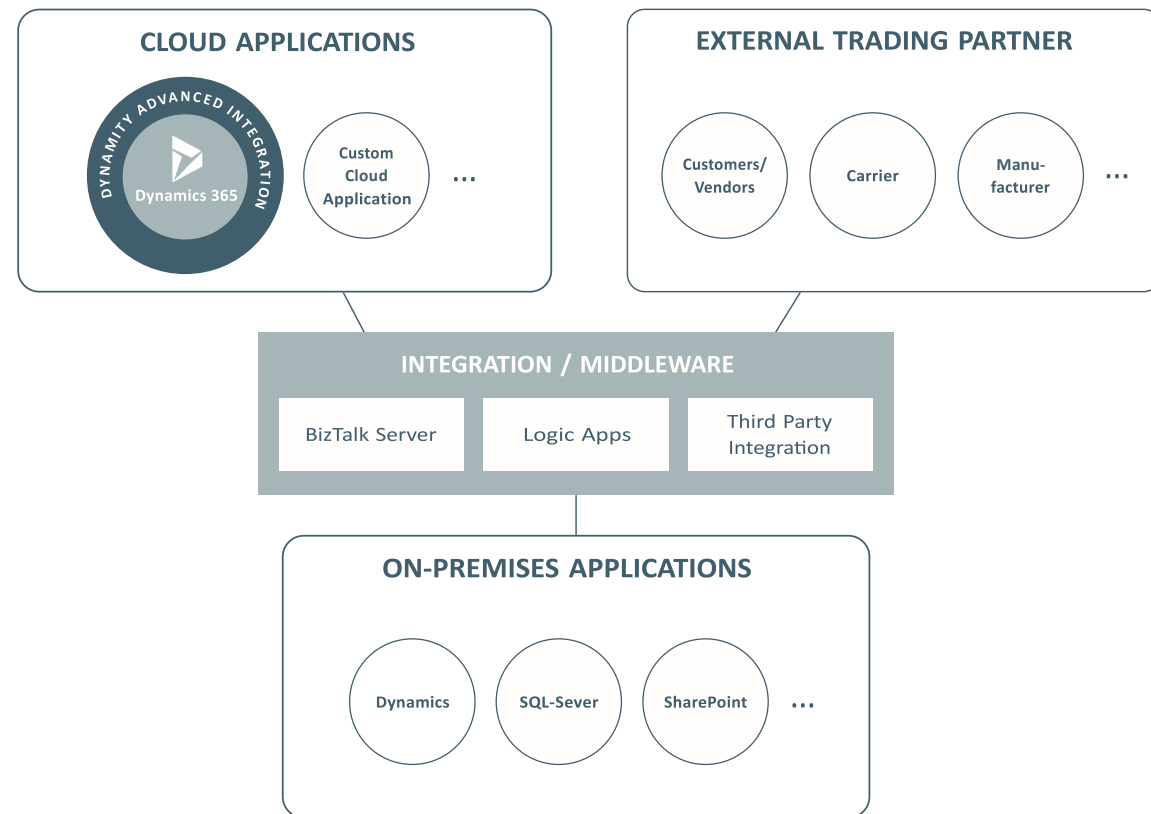 CLOUD APPLICATIONS
DYNAMITY ADVANCED INTEGRATION
Dynamics 365
Custom
Cloud
Application
...
EXTERNAL TRADING PARTNER
Customers/
Vendors
Carrier
Manu-
facturer
...
INTEGRATION / MIDDLEWARE
BizTalk Server
Logic Apps
Third Party
Integration
ON-PREMISES APPLICATIONS
Dynamics
SQL-Sever
SharePoint
...